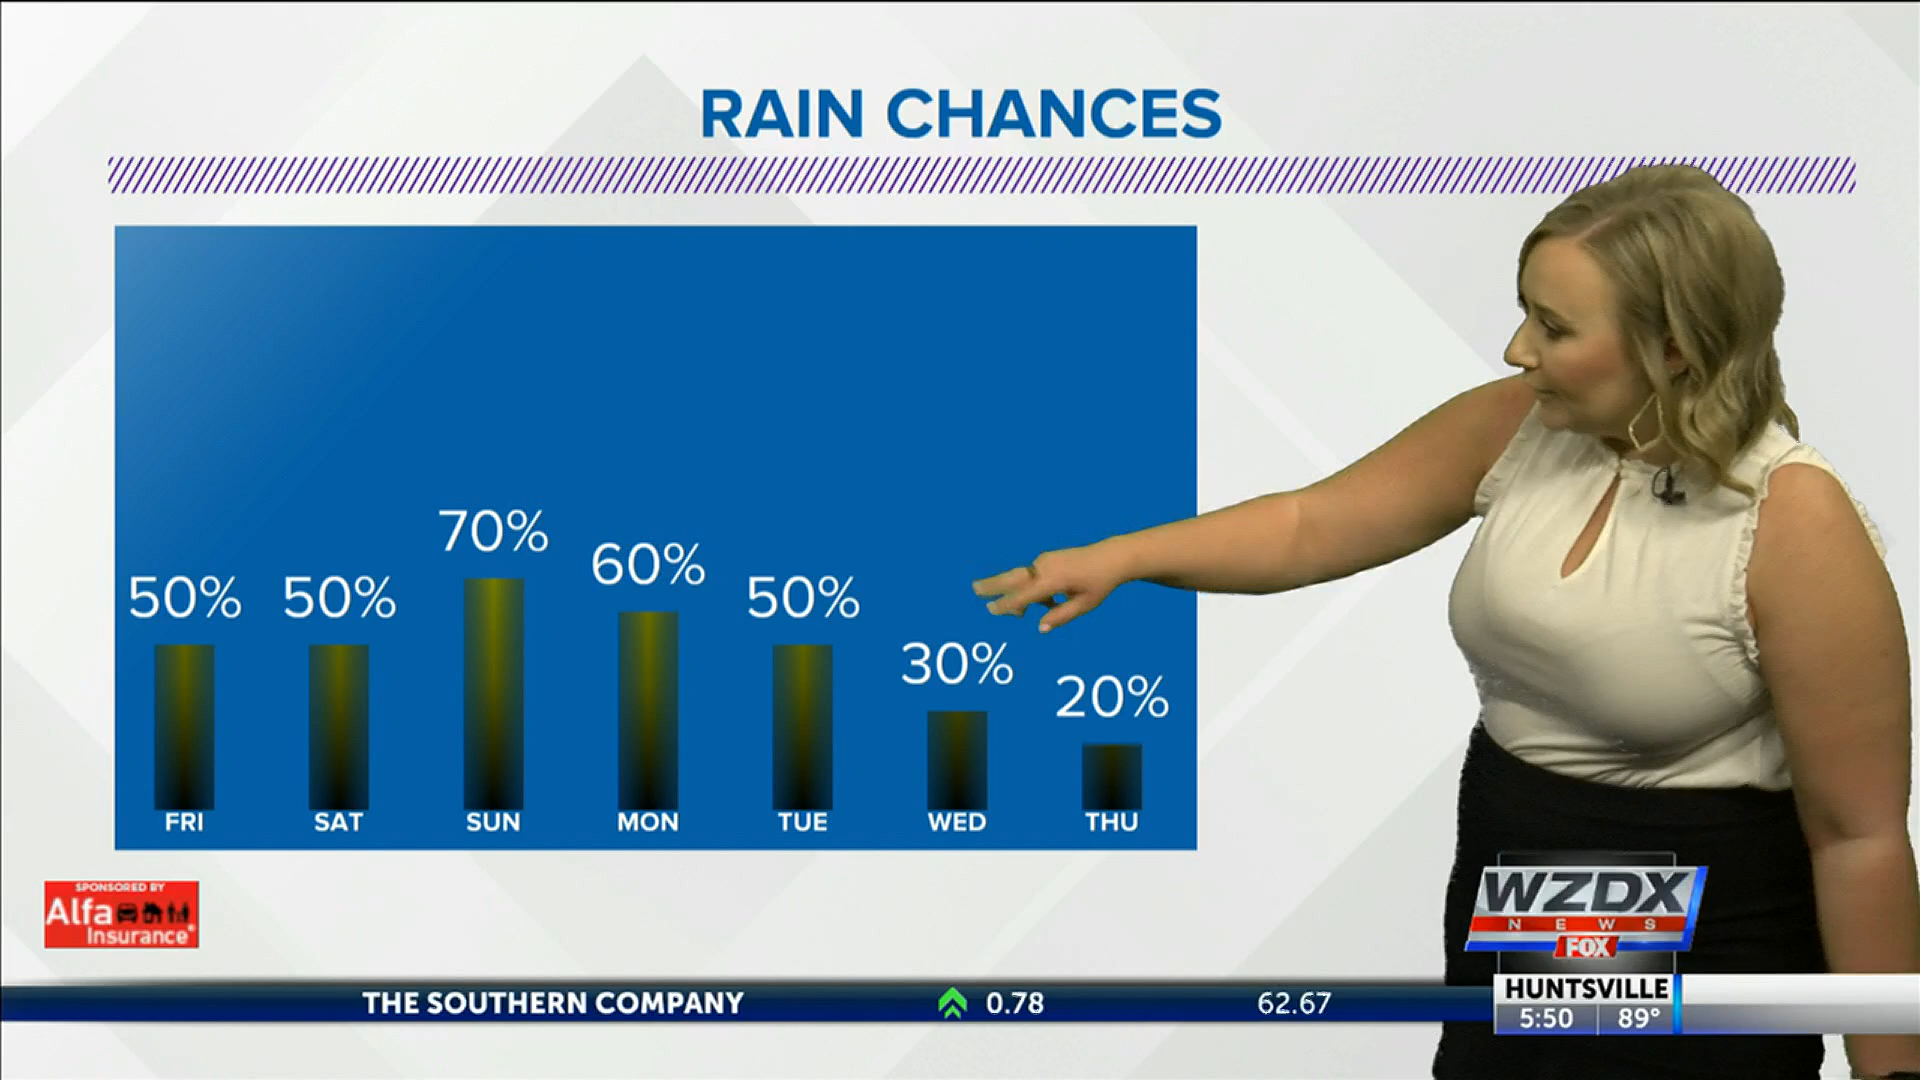 RAIN CHANCES
50% 50% 70% 60% 50% 30% 20%
FRI SAT SUN MON TUE WED THU
SPONSORED BY
Alfa
Insurance®
WZDX
NEWS
FOX
THE SOUTHERN COMPANY 0.78 62.67
HUNTSVILLE
5:50 89°